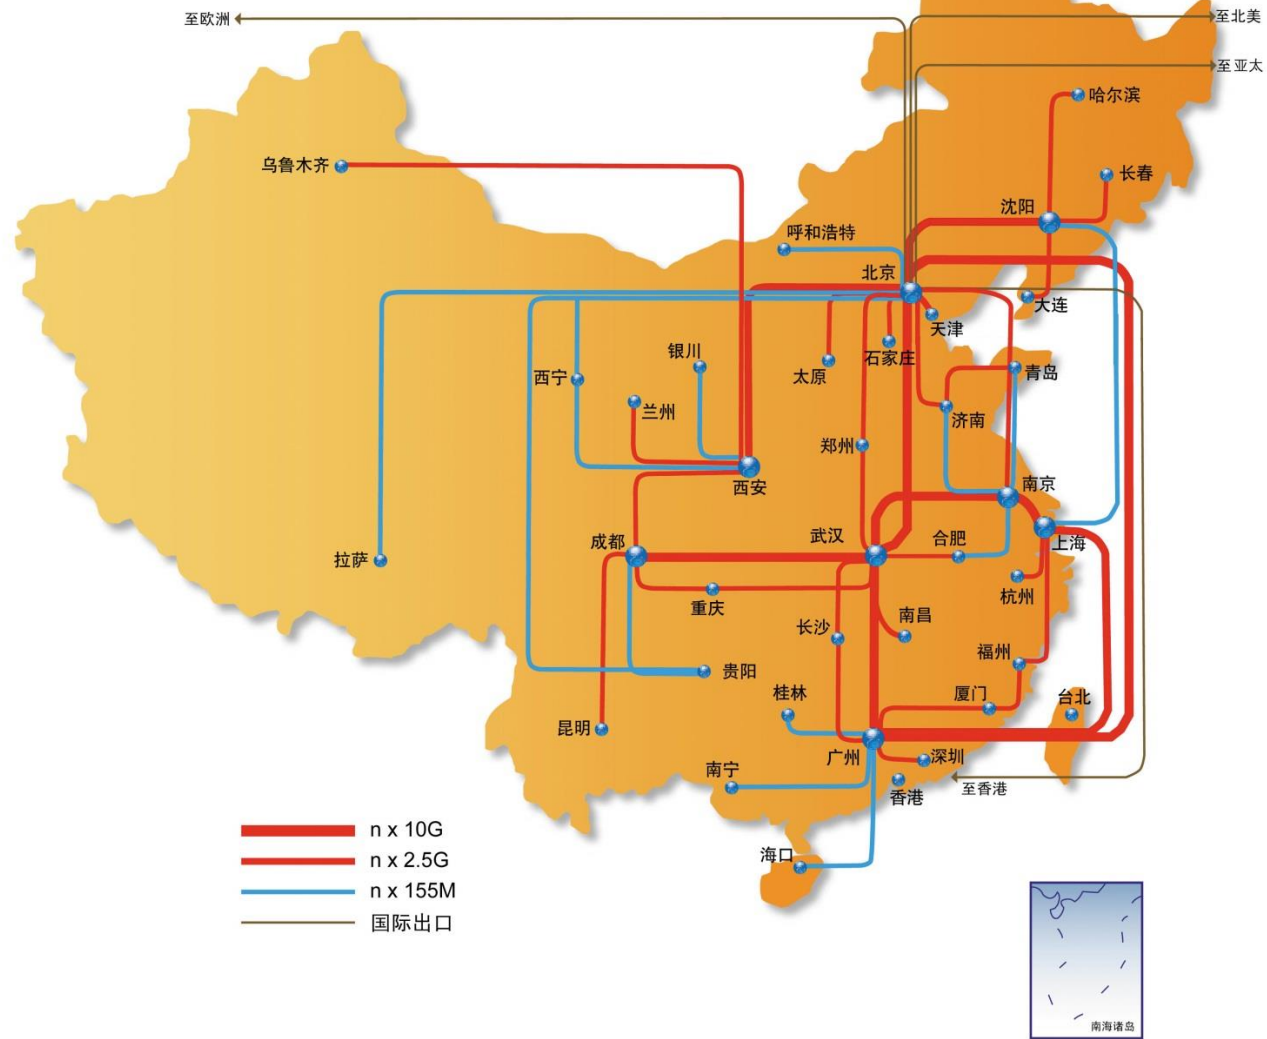 至欧洲
至北美
至亚太
哈尔滨
乌鲁木齐
长春
沈阳
呼和浩特
北京
大连
天津
银川
石家庄
西宁
太原
青岛
兰州
济南
郑州
西安
南京
武汉
合肥
成都
上海
拉萨
杭州
重庆
南昌
长沙
福州
贵阳
桂林
厦门
台北
昆明
广州
深圳
南宁
香港
至香港
n x 10G
海口
n x 2.5G
n x 155M
国际出口
南海诸岛